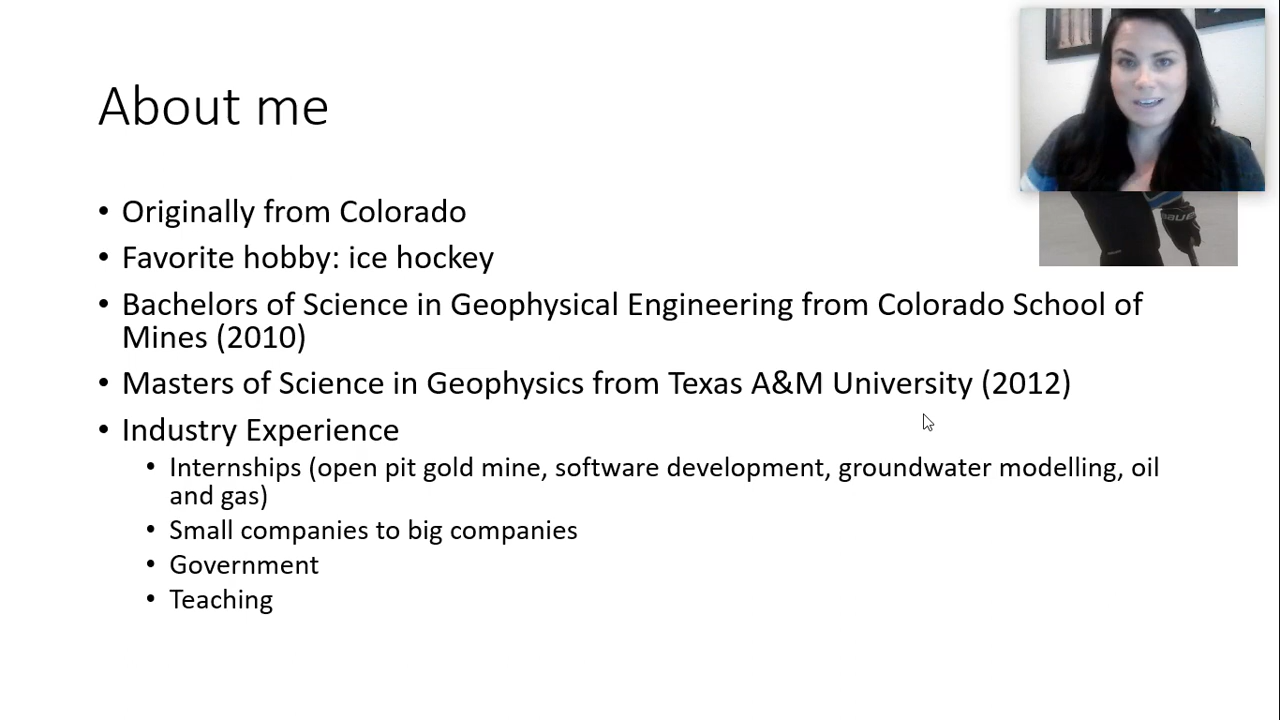 About me
• Originally from Colorado
• Favorite hobby: ice hockey
• Bachelors of Science in Geophysical Engineering from Colorado School of
Mines (2010)
• Masters of Science in Geophysics from Texas A&M University (2012)
• Industry Experience
• Internships (open pit gold mine, software development, groundwater modelling, oil
and gas)
• Small companies to big companies
• Government
• Teaching